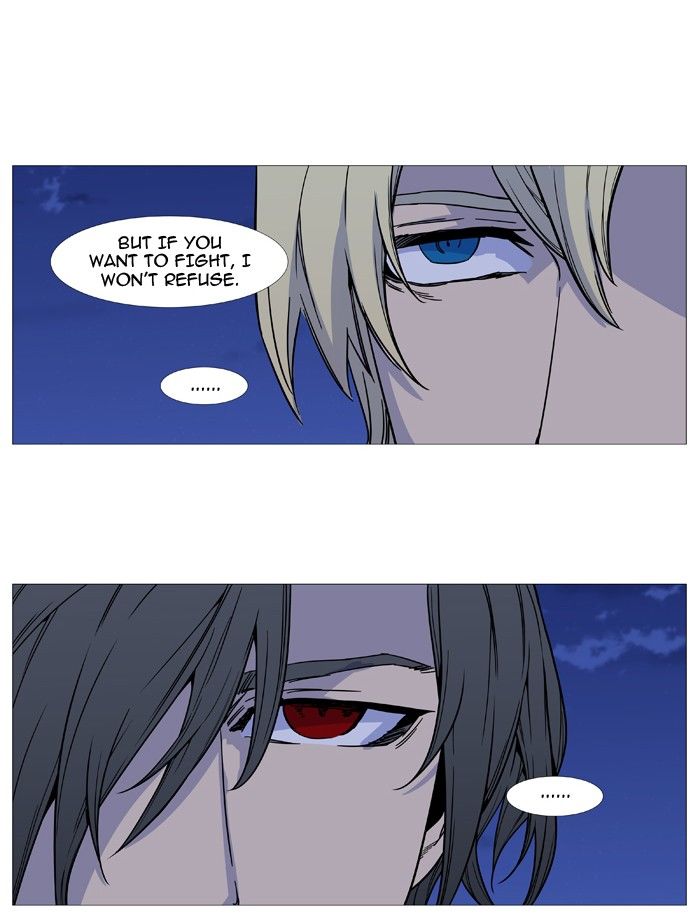 BUT IF YOU
WANT TO FIGHT, I
WON'T REFUSE.
......
......